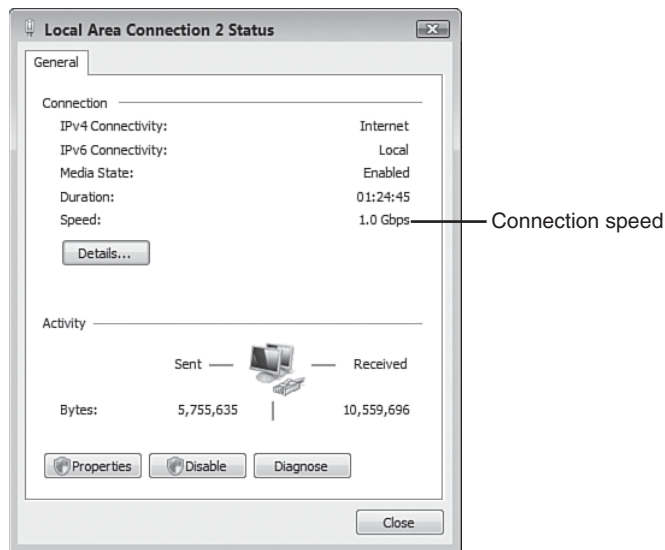 Local Area Connection 2 Status
General
Connection
IPv4 Connectivity: Internet
IPv6 Connectivity: Local
Media State: Enabled
Duration: 01:24:45
Speed: 1.0 Gbps
Connection speed
Details...
Activity
Sent Received
Bytes: 5,755,635 10,559,696
Properties Disable Diagnose
Close